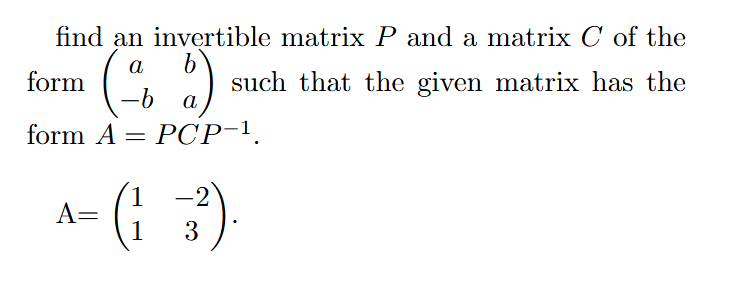 find an invertible matrix P and a matrix C of the
form \begin{pmatrix} a & b \\ -b & a \end{pmatrix} such that the given matrix has the
form A = PCP^{-1}.
A= \begin{pmatrix} 1 & -2 \\ 1 & 3 \end{pmatrix}.